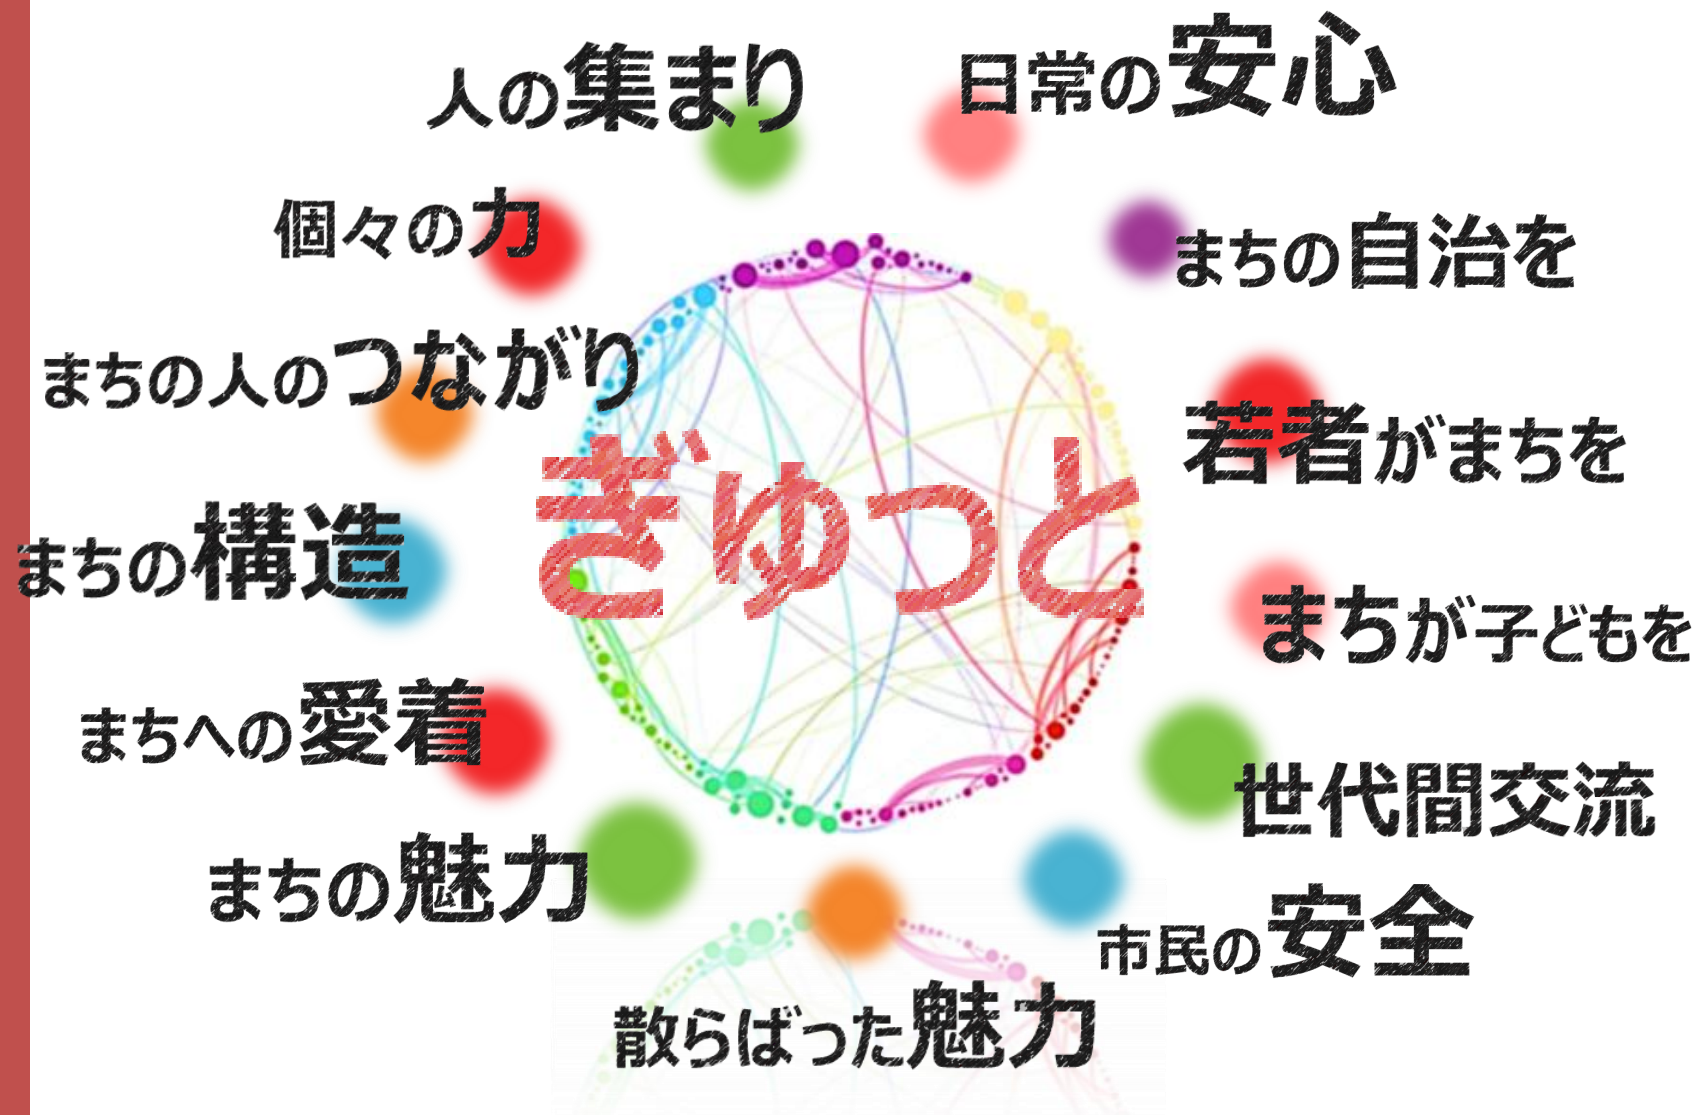 人の集まり
日常の安心
個々の力
まちの自治を
まちの人のつながり
若者がまちを
ぎゅっと
まちの構造
まちが子どもを
まちへの愛着
世代間交流
まちの魅力
市民の安全
散らばった魅力